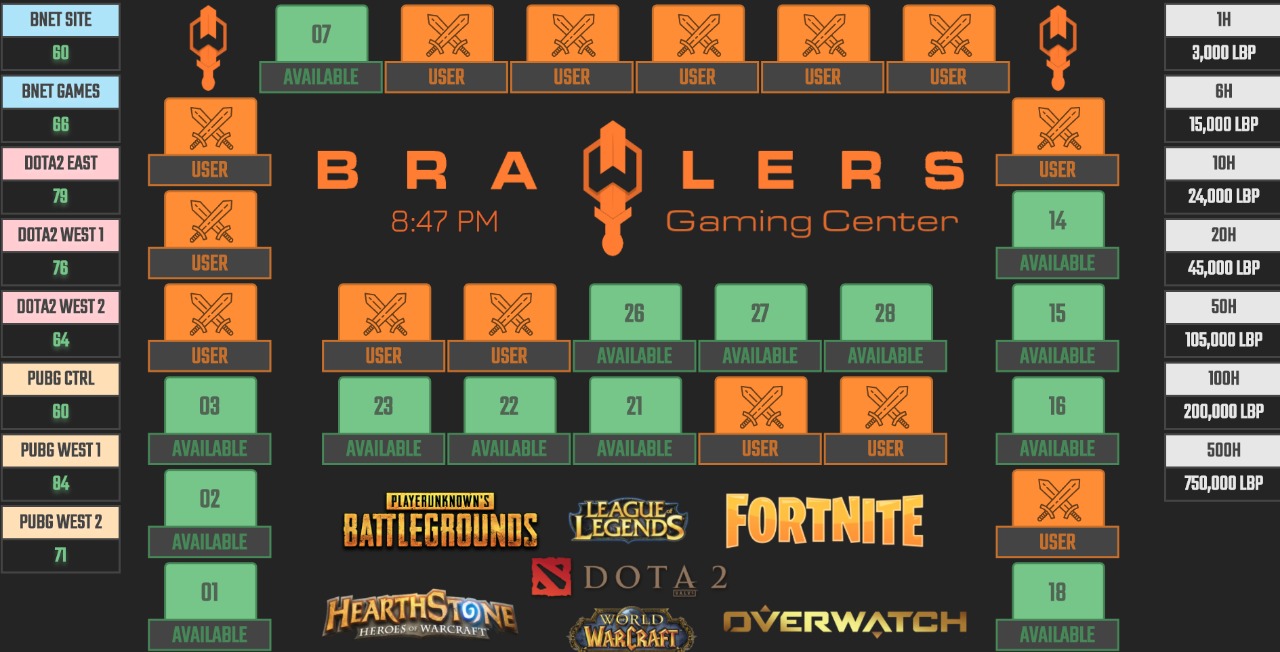 BNET SITE
60
BNET GAMES
66
DOTA2 EAST
79
DOTA2 WEST 1
76
DOTA2 WEST 2
64
PUBG CTRL
60
PUBG WEST 1
84
PUBG WEST 2
71
07
AVAILABLE
USER
USER
USER
USER
USER
USER
USER
USER
03
AVAILABLE
02
AVAILABLE
01
AVAILABLE
BRAWLERS
8:47 PM
Gaming Center
USER
USER
26
AVAILABLE
27
AVAILABLE
28
AVAILABLE
23
AVAILABLE
22
AVAILABLE
21
AVAILABLE
USER
USER
PLAYERUNKNOWN'S
BATTLEGROUNDS
LEAGUE of
LEGENDS
FORTNITE
DOTA 2
HEARTHSTONE
HEROES OF WARCRAFT
WORLD
WARCRAFT
OVERWATCH
USER
14
AVAILABLE
15
AVAILABLE
16
AVAILABLE
USER
18
AVAILABLE
1H
3,000 LBP
6H
15,000 LBP
10H
24,000 LBP
20H
45,000 LBP
50H
105,000 LBP
100H
200,000 LBP
500H
750,000 LBP